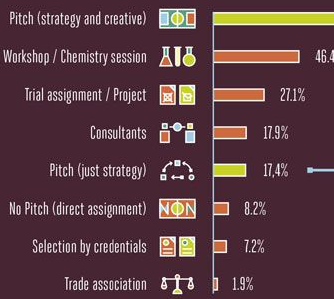 Pitch (strategy and creative)
Workshop / Chemistry session 46.4
Trial assignment / Project 27.1%
Consultants 17.9%
Pitch (just strategy) 17,4%
No Pitch (direct assignment) NON 8.2%
Selection by credentials 7.2%
Trade association 1.9%